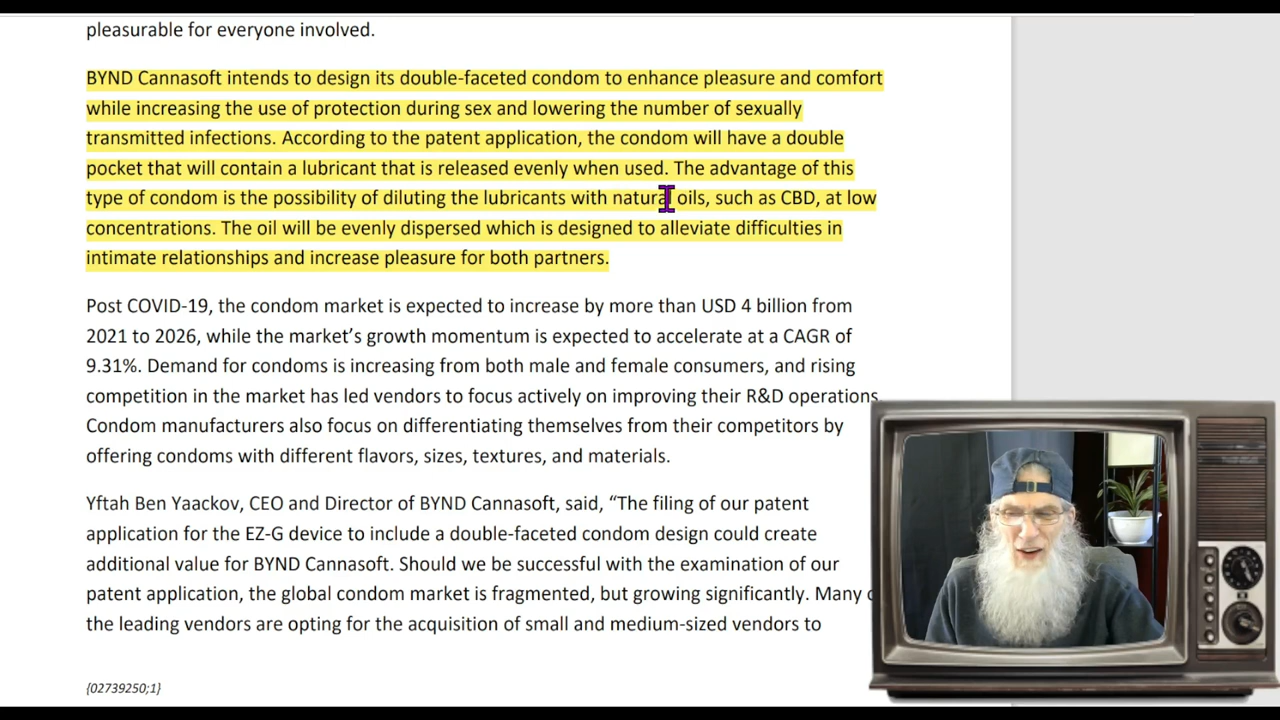 pleasurable for everyone involved.
BYND Cannasoft intends to design its double-faceted condom to enhance pleasure and comfort
while increasing the use of protection during sex and lowering the number of sexually
transmitted infections. According to the patent application, the condom will have a double
pocket that will contain a lubricant that is released evenly when used. The advantage of this
type of condom is the possibility of diluting the lubricants with natural oils, such as CBD, at low
concentrations. The oil will be evenly dispersed which is designed to alleviate difficulties in
intimate relationships and increase pleasure for both partners.
Post COVID-19, the condom market is expected to increase by more than USD 4 billion from
2021 to 2026, while the market’s growth momentum is expected to accelerate at a CAGR of
9.31%. Demand for condoms is increasing from both male and female consumers, and rising
competition in the market has led vendors to focus actively on improving their R&D operations.
Condom manufacturers also focus on differentiating themselves from their competitors by
offering condoms with different flavors, sizes, textures, and materials.
Yftah Ben Yaackov, CEO and Director of BYND Cannasoft, said, “The filing of our patent
application for the EZ-G device to include a double-faceted condom design could create
additional value for BYND Cannasoft. Should we be successful with the examination of our
patent application, the global condom market is fragmented, but growing significantly. Many
the leading vendors are opting for the acquisition of small and medium-sized vendors to
{02739250;1}